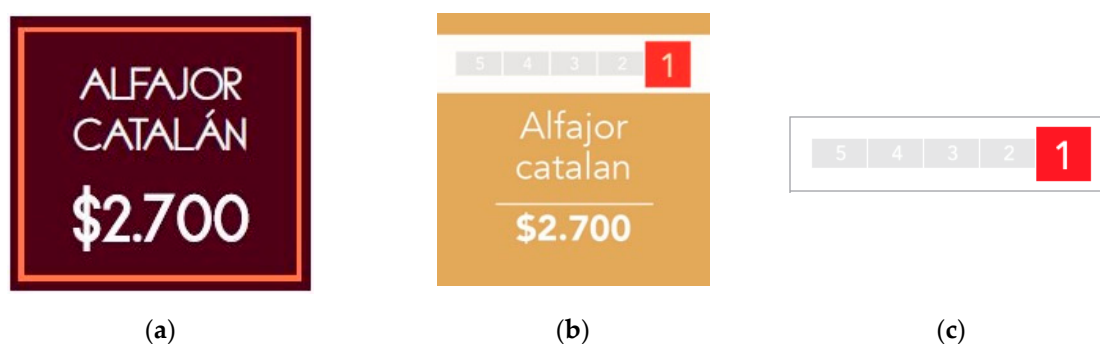 ALFAJOR
CATALÁN
$2.700
5 4 3 2 1
Alfajor
catalan
$2.700
5 4 3 2 1
(a) (b) (c)